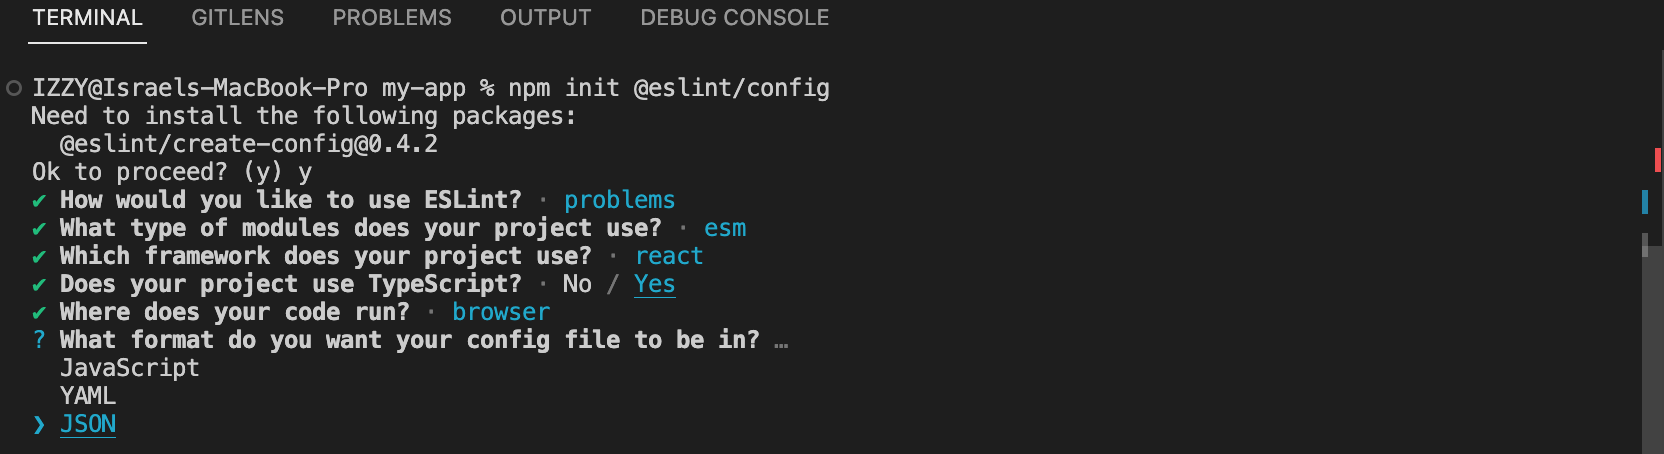 TERMINAL GITLENS PROBLEMS OUTPUT DEBUG CONSOLE
IZZY@Israels-MacBook-Pro my-app % npm init @eslint/config
Need to install the following packages:
  @eslint/create-config@0.4.2
Ok to proceed? (y) y
✔ How would you like to use ESLint? · problems
✔ What type of modules does your project use? · esm
✔ Which framework does your project use? · react
✔ Does your project use TypeScript? · No / Yes
✔ Where does your code run? · browser
? What format do you want your config file to be in? …
  JavaScript
  YAML
❯ JSON